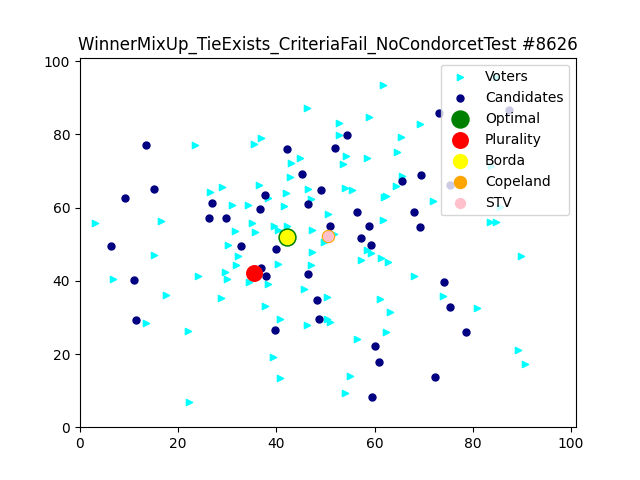 WinnerMixUp_TieExists_CriteriaFail_NoCondorcetTest #8626
100
80
60
40
20
0
0
20
40
60
80
100
Voters
Candidates
Optimal
Plurality
Borda
Copeland
STV